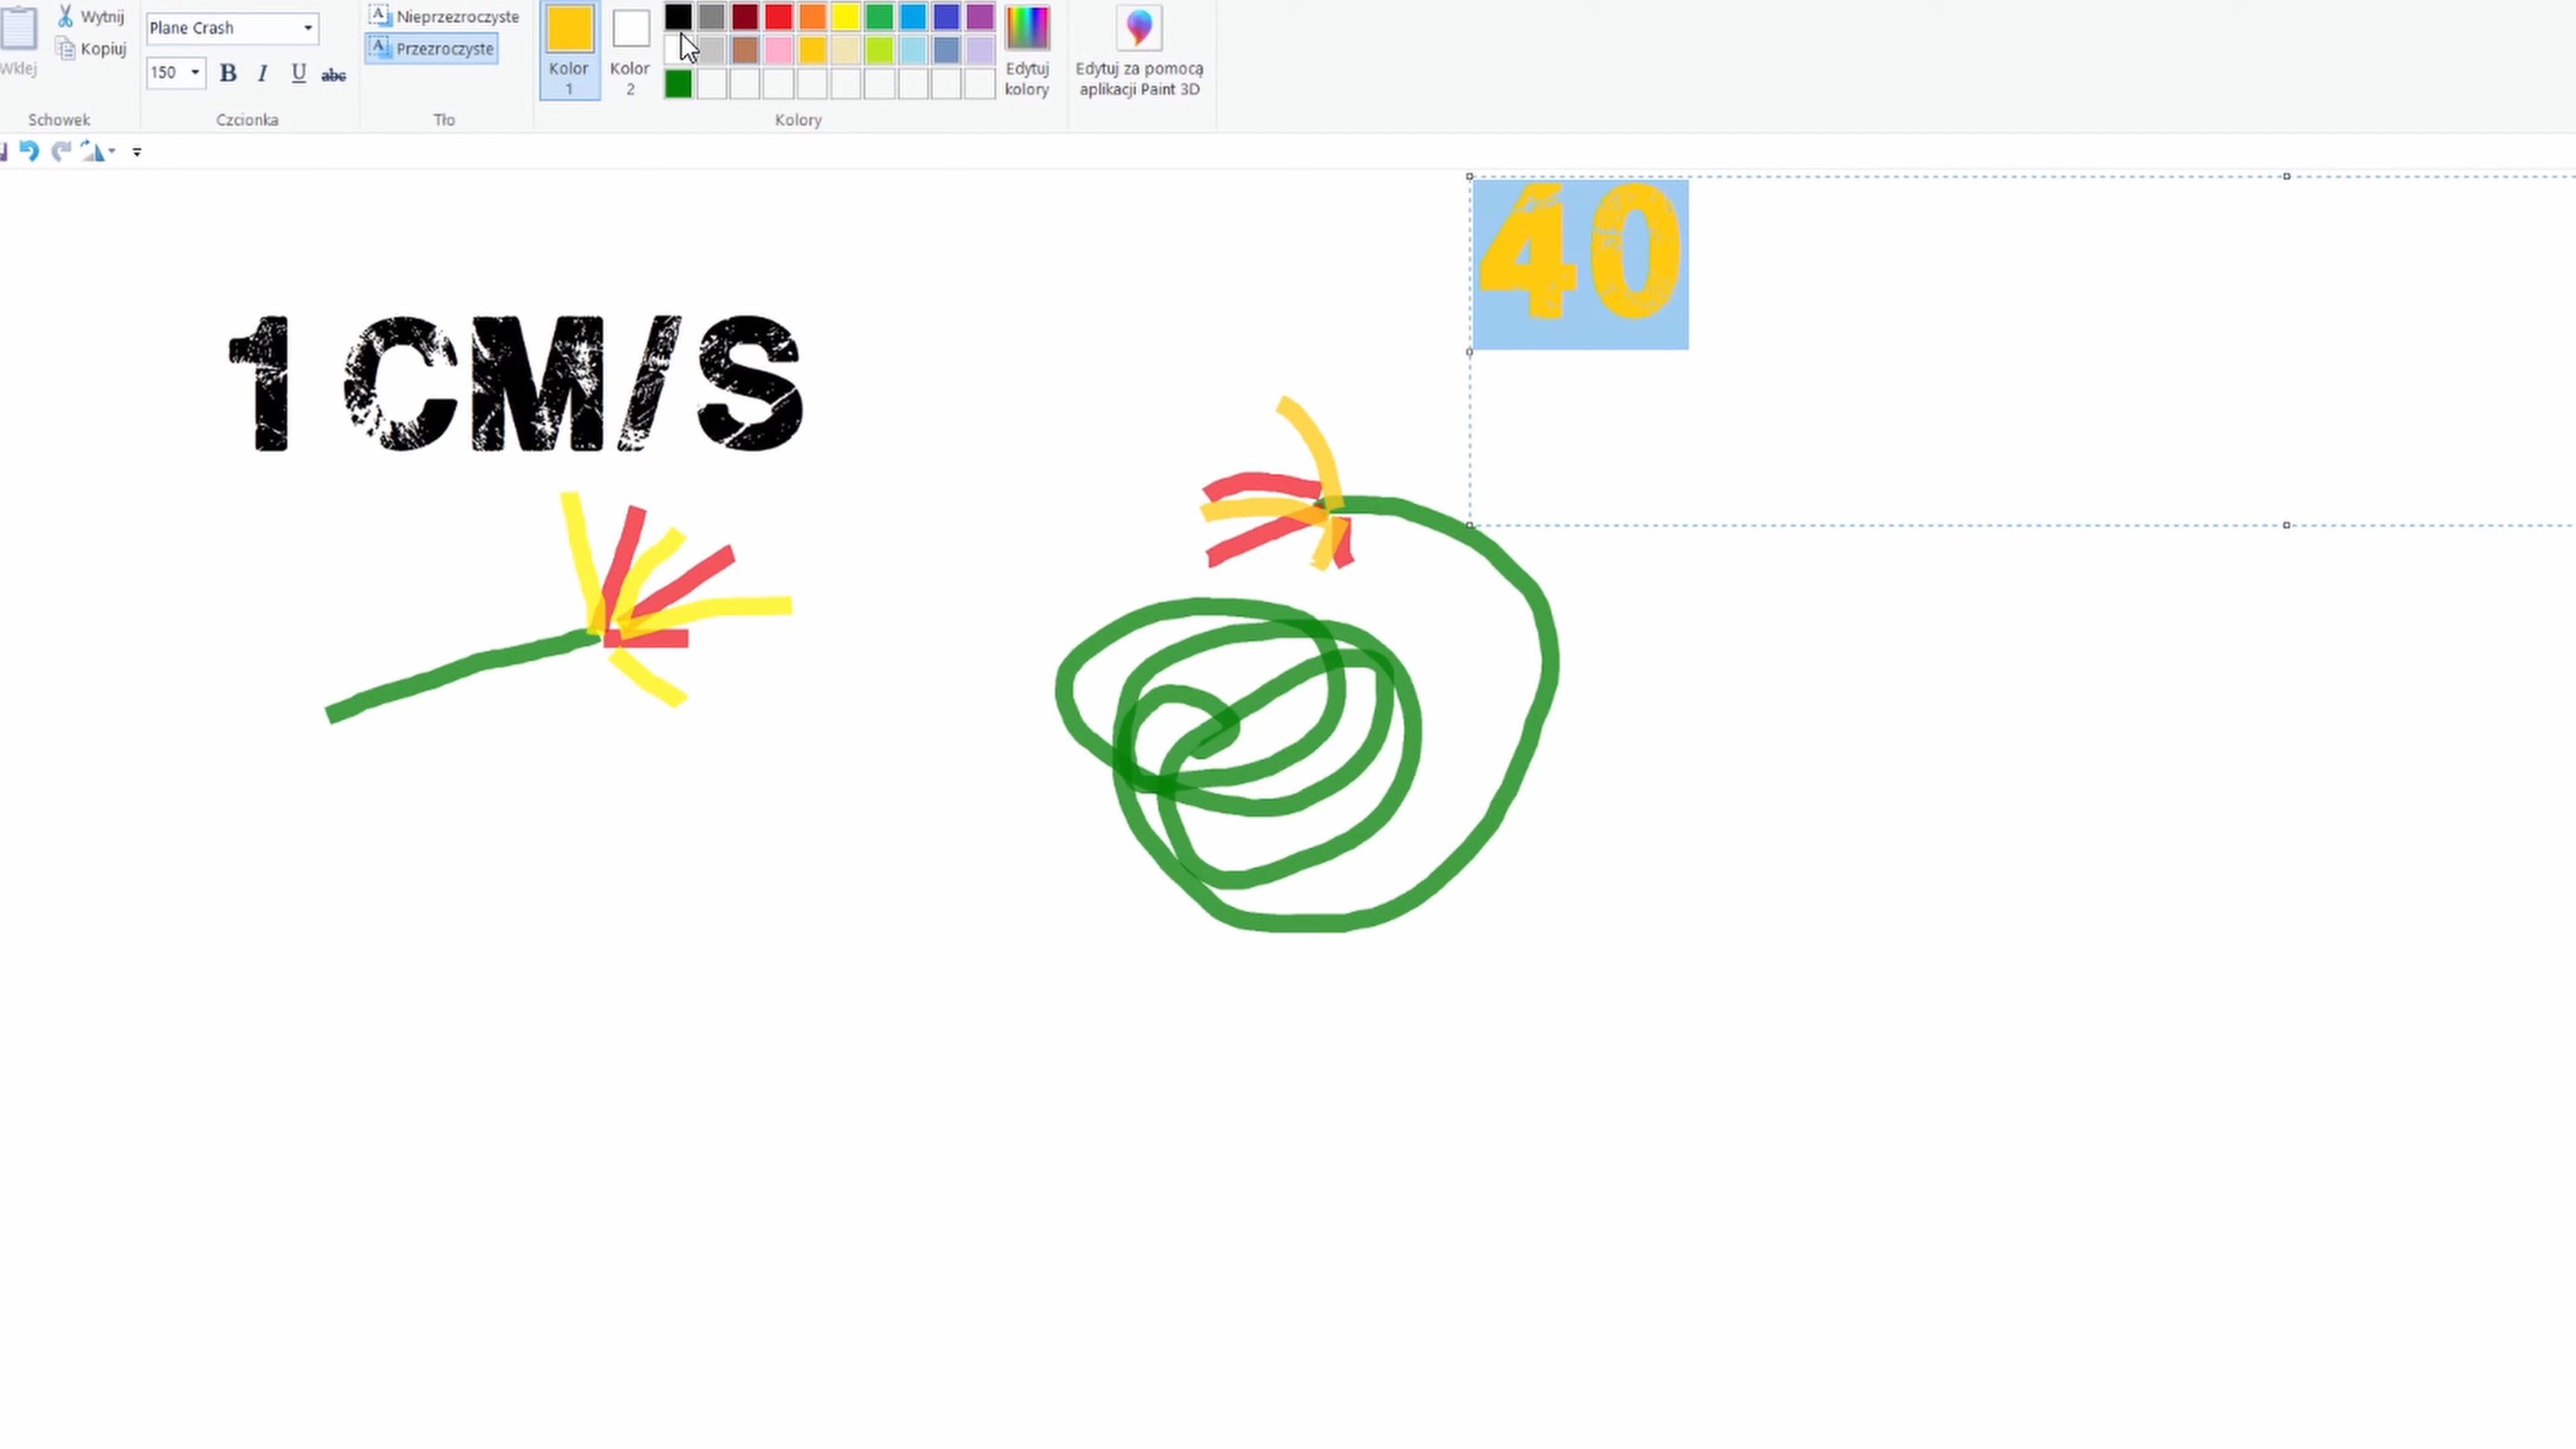 Wytnij
Kopiuj
Wklej
Schowek
Plane Crash
150
B I U abc
Czcionka
Nieprzezroczyste
Przezroczyste
Tło
Kolor
1
Kolor
2
Edytuj
kolory
Kolory
Edytuj za pomocą
aplikacji Paint 3D
40
1 CM/S